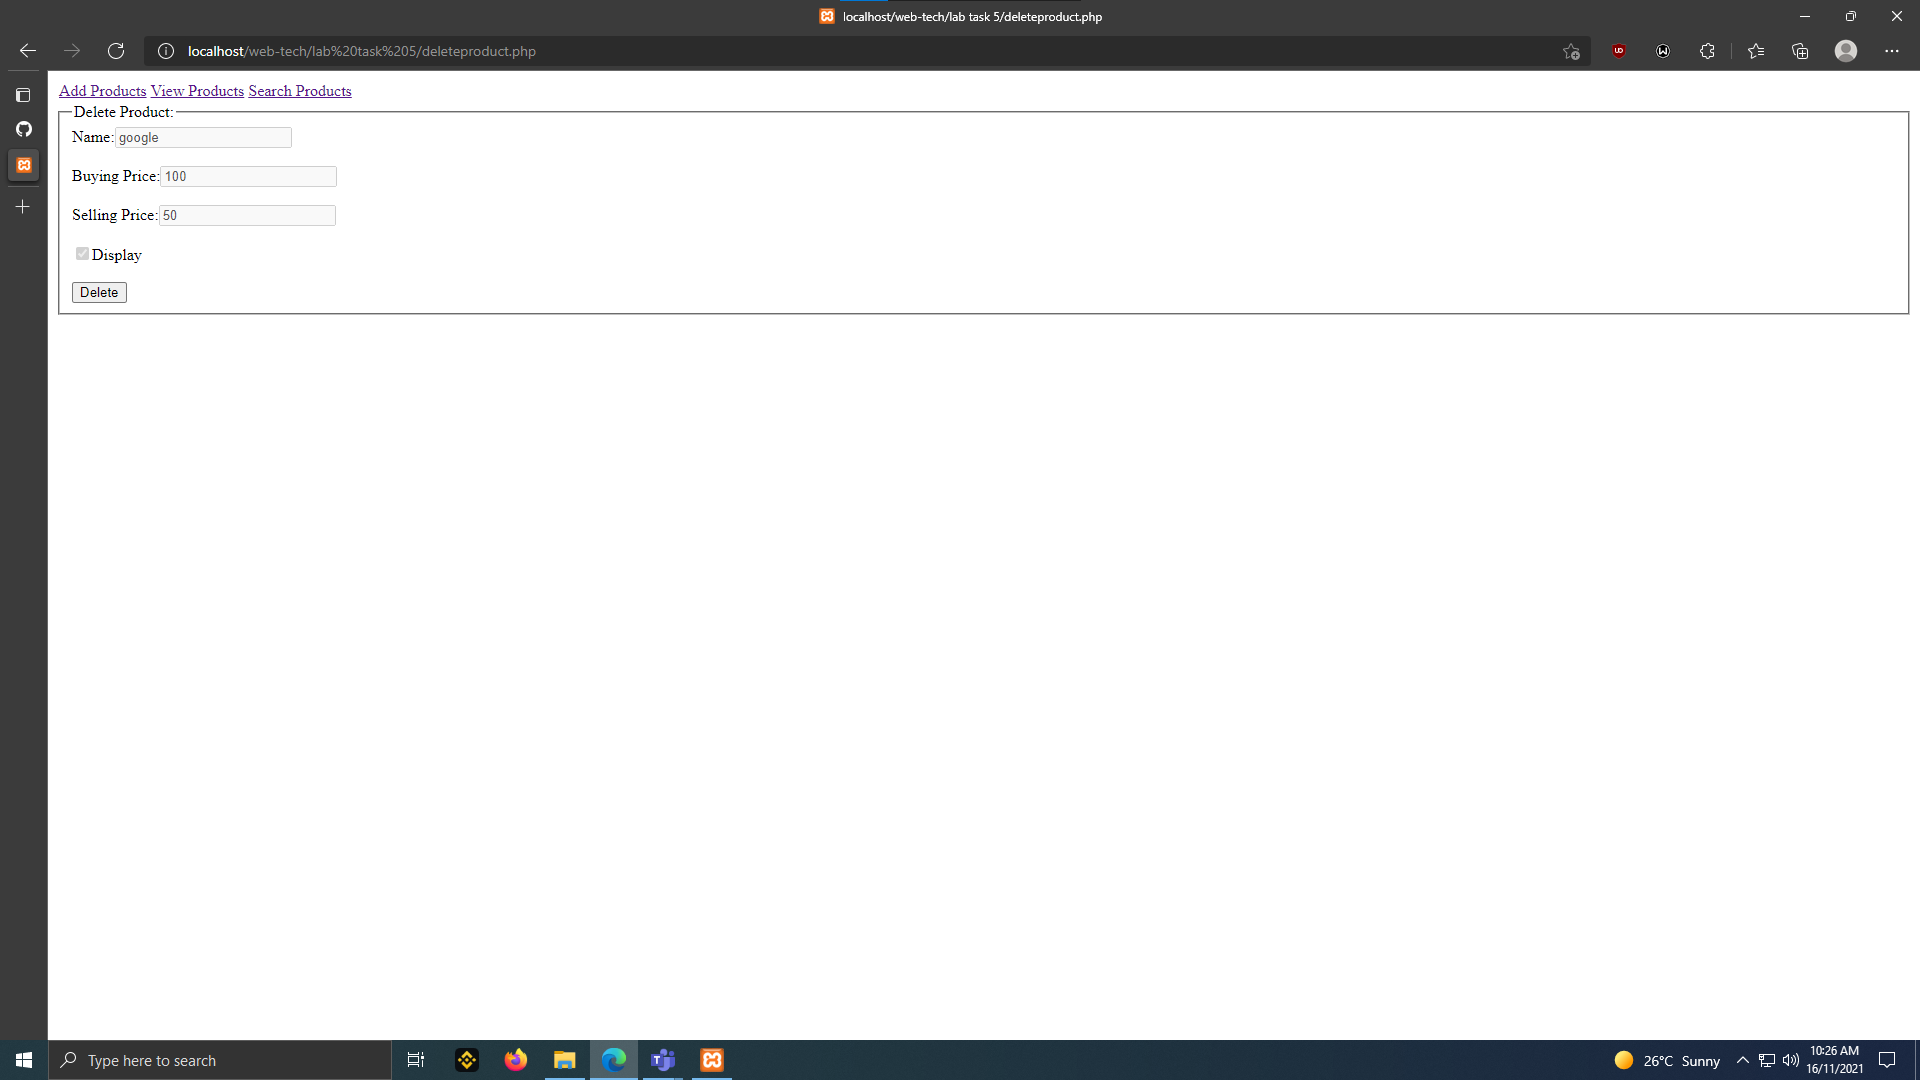 localhost/web-tech/lab task 5/deleteproduct.php
localhost/web-tech/lab%20task%205/deleteproduct.php
Add Products View Products Search Products
Delete Product:
Name: google
Buying Price: 100
Selling Price: 50
Display
Delete
Type here to search
26°C Sunny
10:26 AM
16/11/2021